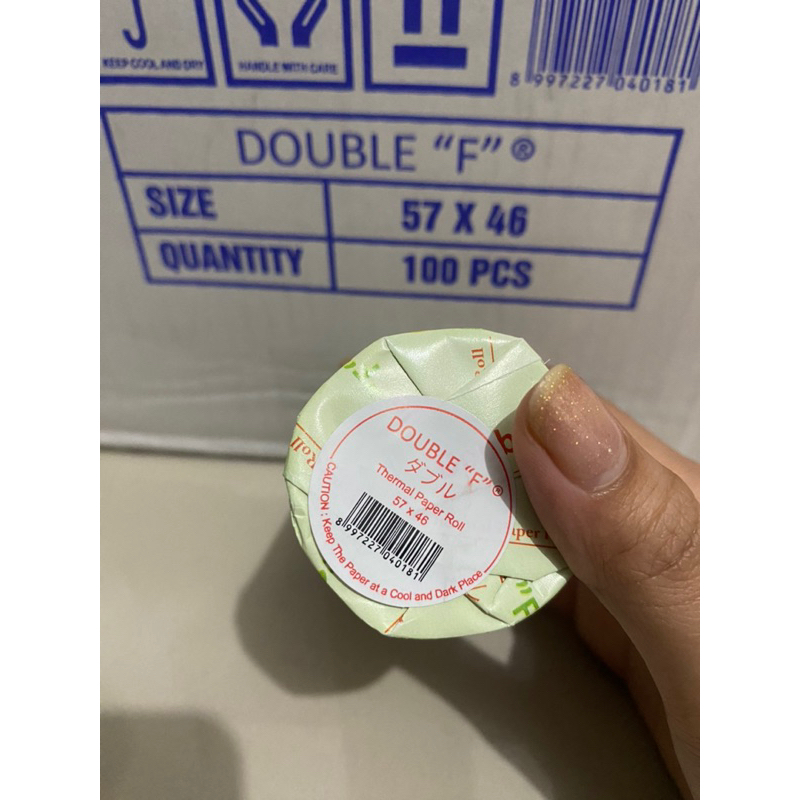 KEEP COOL AND DRY
HANDLE WITH CARE
8 997227 040181
DOUBLE "F" ®
SIZE 57 X 46
QUANTITY 100 PCS
DOUBLE "F"®
ダブル
Thermal Paper Roll
57 x 46
8 997227 040181
CAUTION : Keep The Paper at a Cool and Dark Place
Roll
"F